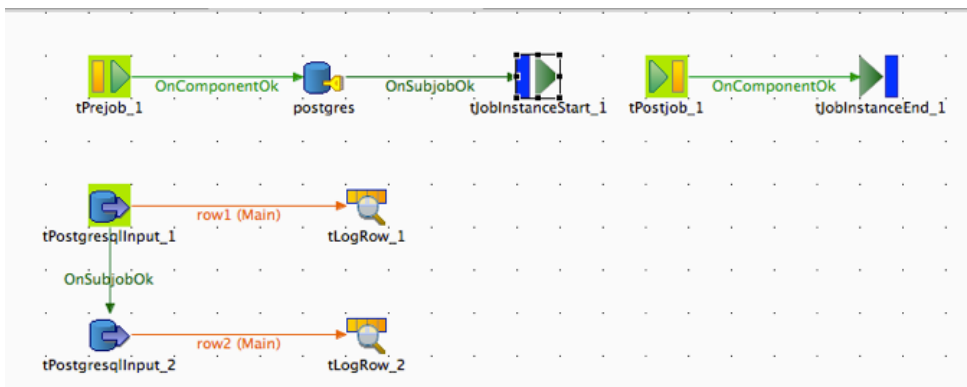 OnComponentOk
OnSubjobOk
OnComponentOk
tPrejob_1
postgres
tJobInstanceStart_1
tPostjob_1
tJobInstanceEnd_1
row1 (Main)
tPostgresqlInput_1
tLogRow_1
OnSubjobOk
row2 (Main)
tPostgresqlInput_2
tLogRow_2